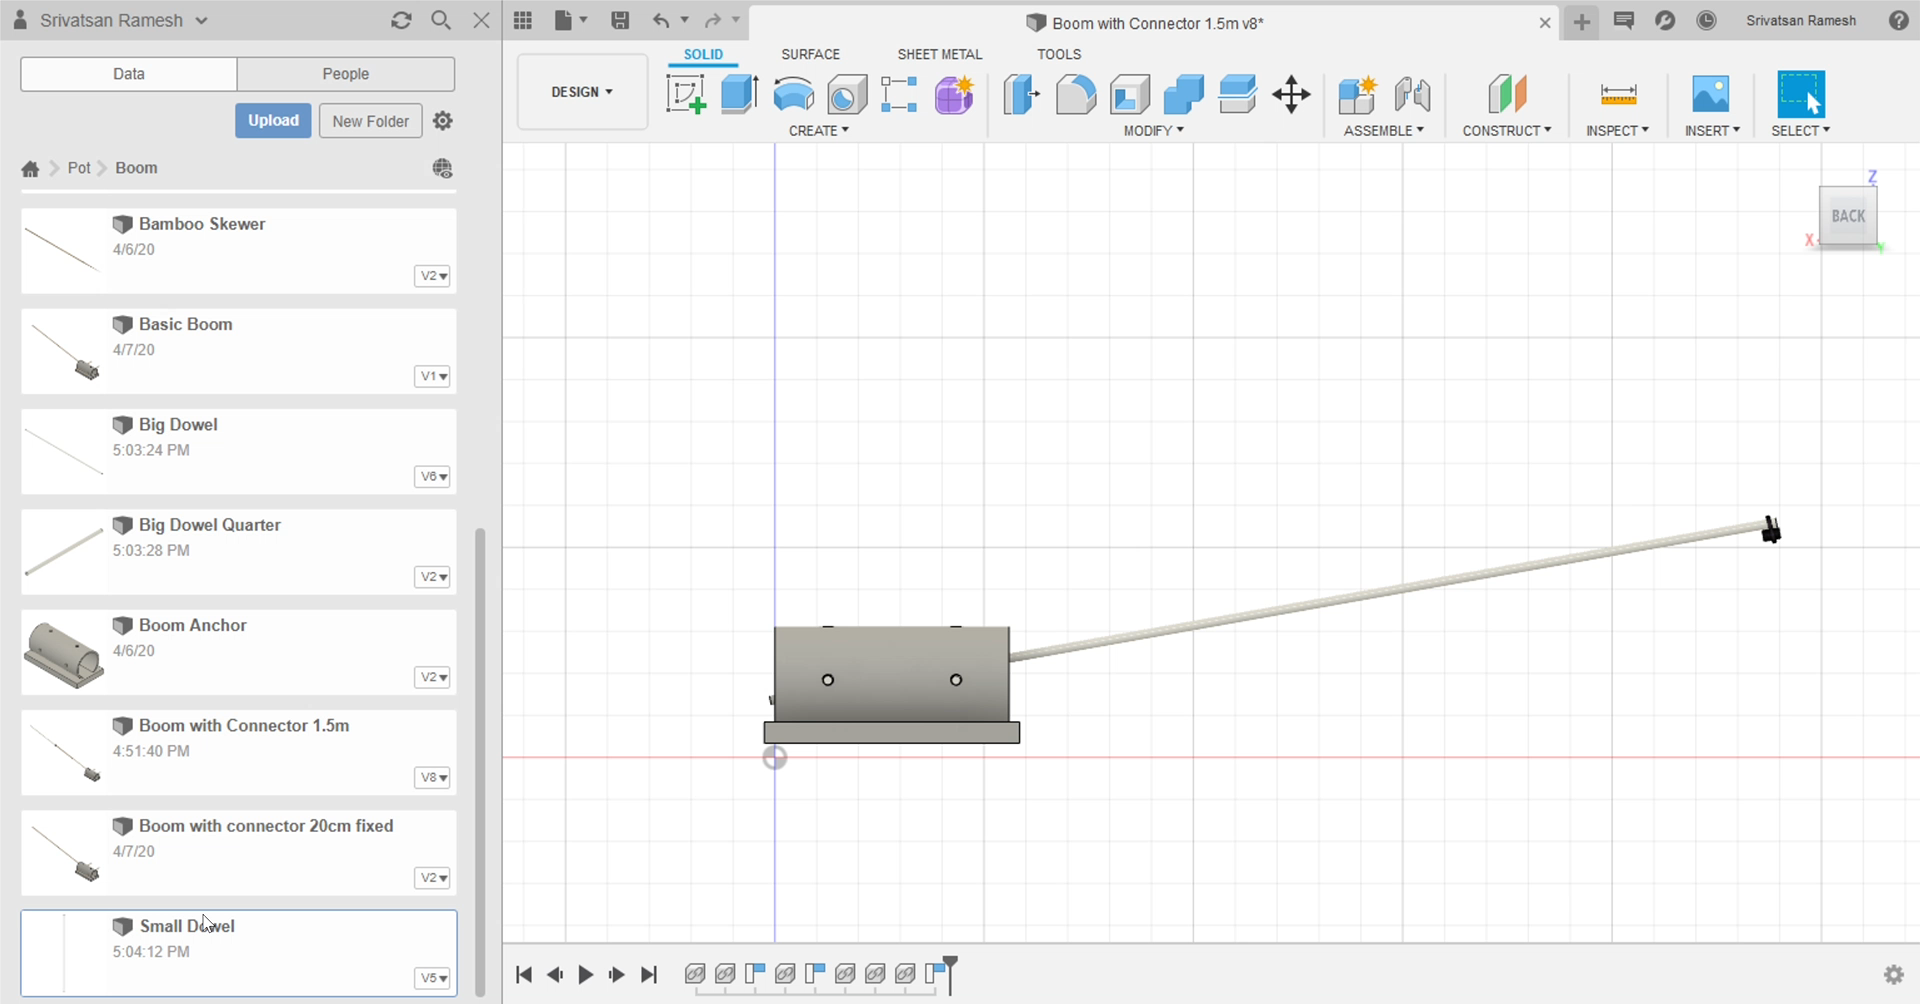 Srivatsan Ramesh
Data
People
Upload
New Folder
Pot
Boom
Bamboo Skewer
4/6/20
V2
Basic Boom
4/7/20
V1
Big Dowel
5:03:24 PM
V6
Big Dowel Quarter
5:03:28 PM
V2
Boom Anchor
4/6/20
V2
Boom with Connector 1.5m
4:51:40 PM
V8
Boom with connector 20cm fixed
4/7/20
V2
Small Dowel
5:04:12 PM
V5
Boom with Connector 1.5m v8*
Srivatsan Ramesh
SOLID
SURFACE
SHEET METAL
TOOLS
DESIGN
CREATE
MODIFY
ASSEMBLE
CONSTRUCT
INSPECT
INSERT
SELECT
Z
BACK
X
Y